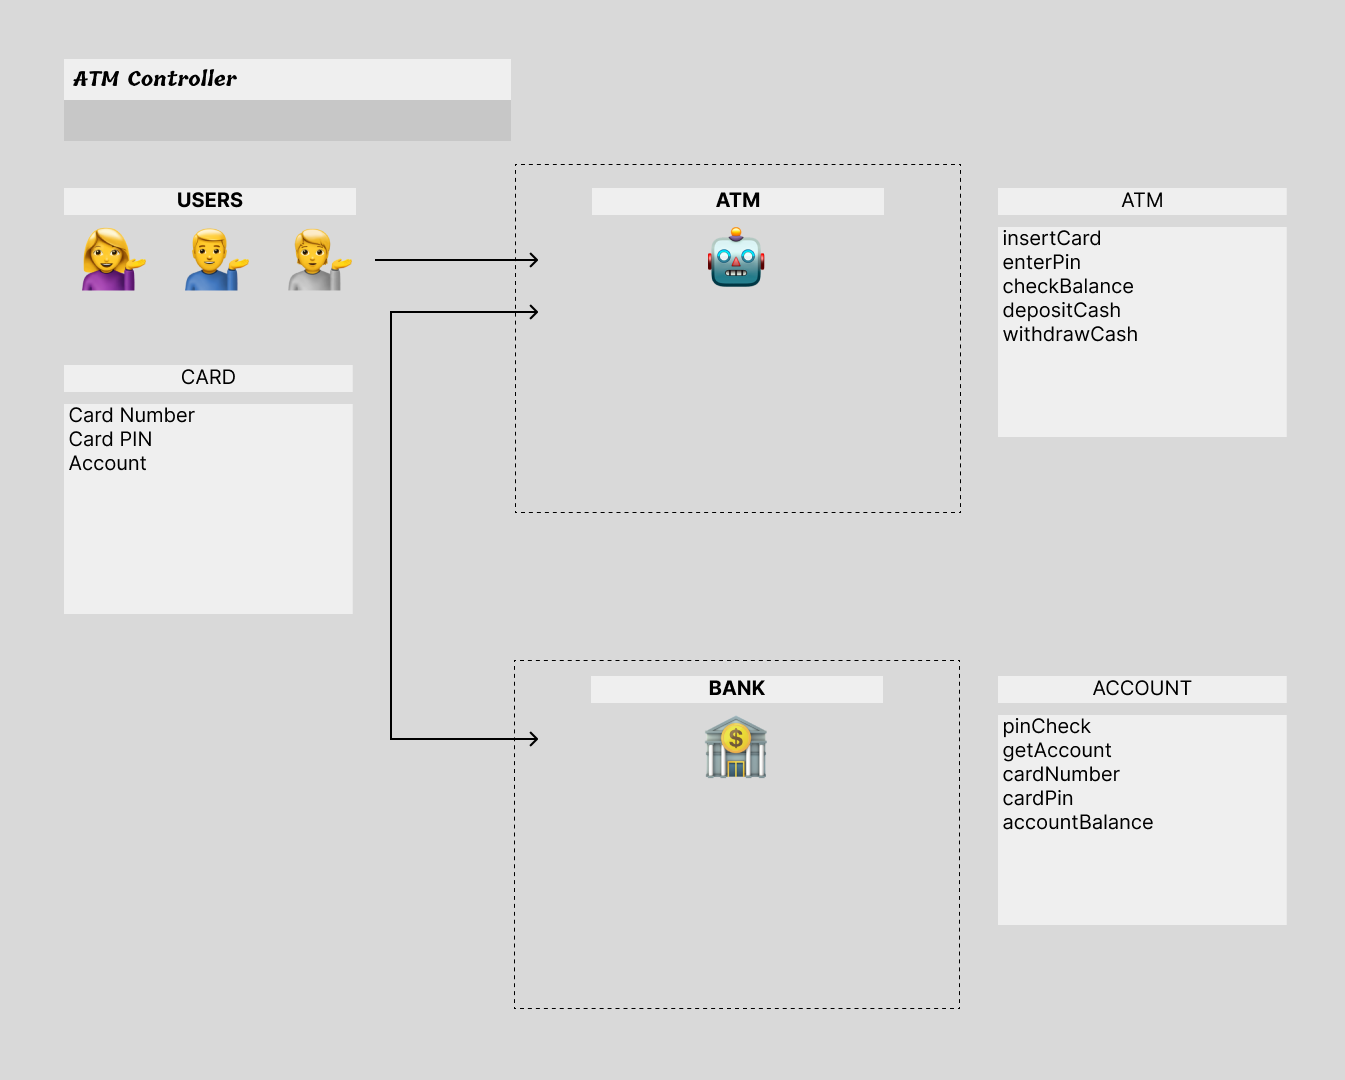 ATM Controller
USERS
ATM
ATM
insertCard
enterPin
checkBalance
depositCash
withdrawCash
CARD
Card Number
Card PIN
Account
BANK
ACCOUNT
pinCheck
getAccount
cardNumber
cardPin
accountBalance